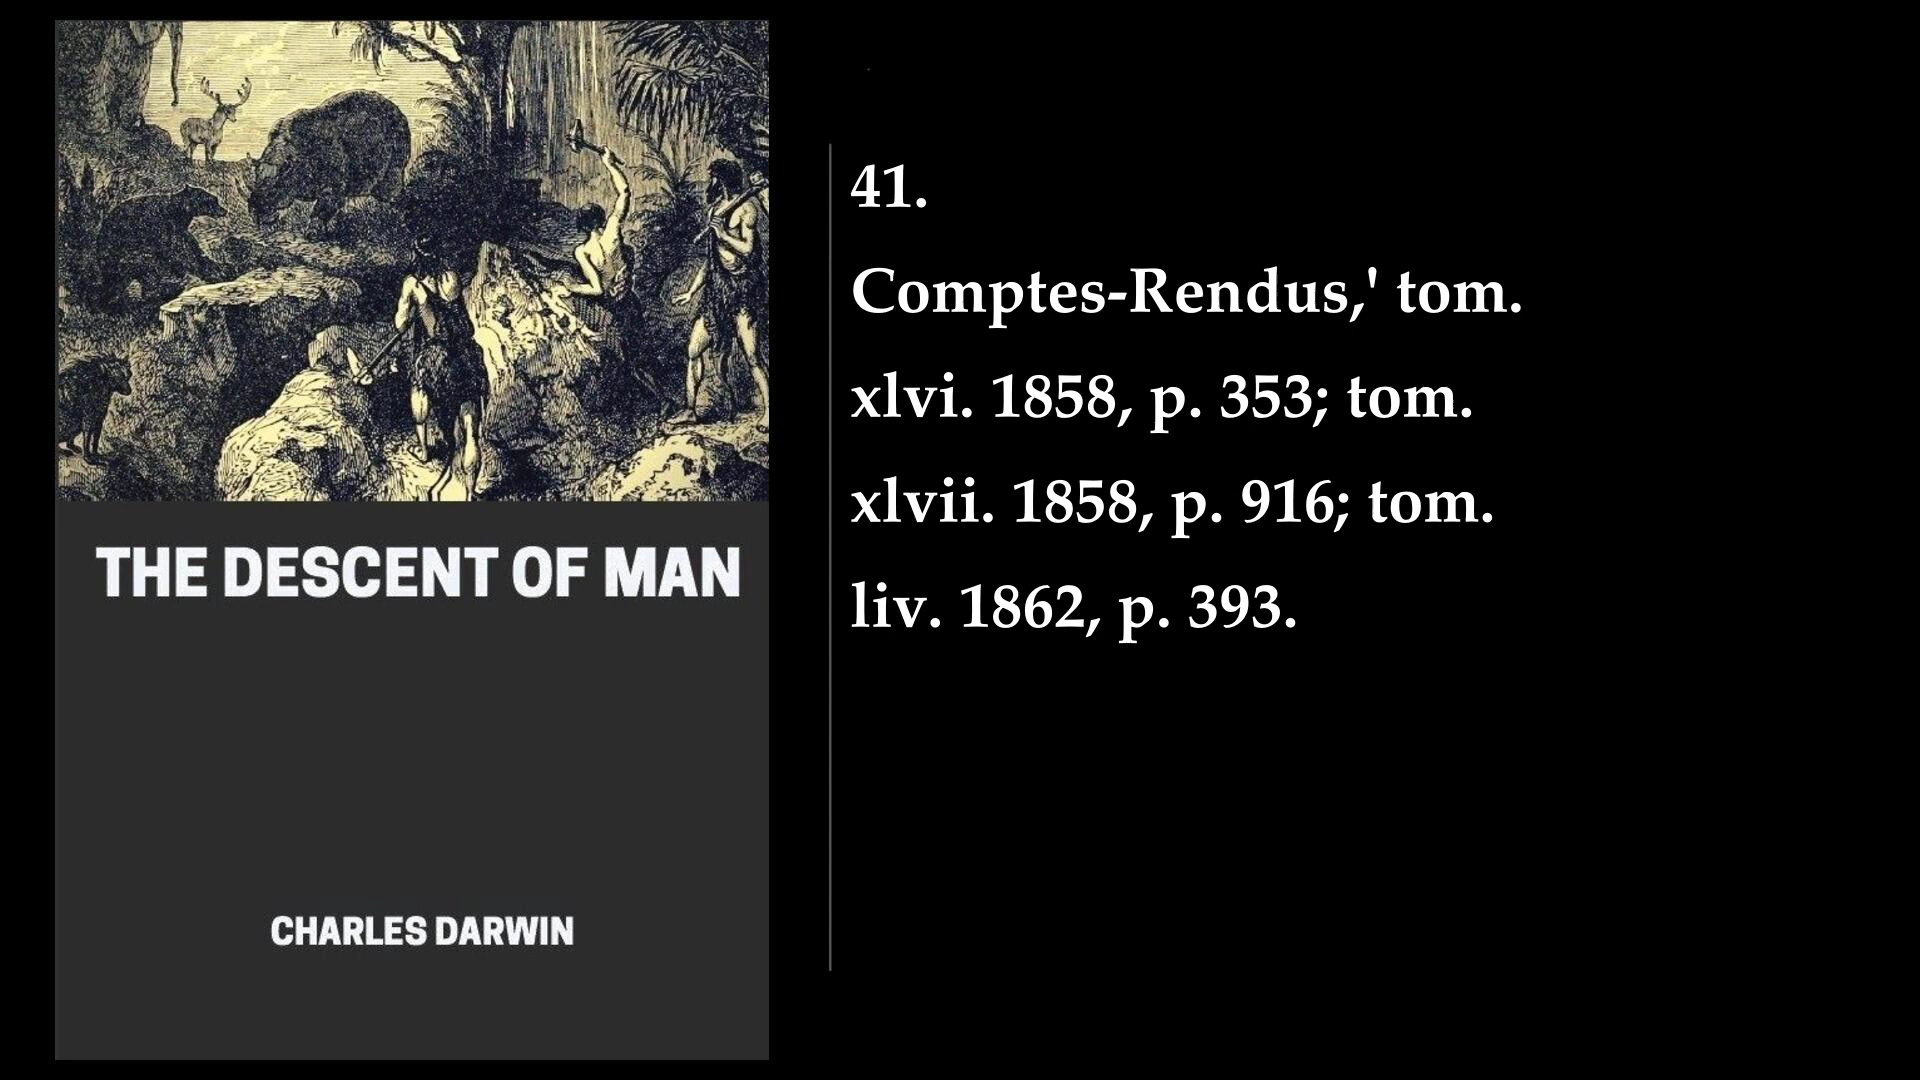 THE DESCENT OF MAN
CHARLES DARWIN
41.
Comptes-Rendus,' tom.
xlvi. 1858, p. 353; tom.
xlvii. 1858, p. 916; tom.
liv. 1862, p. 393.